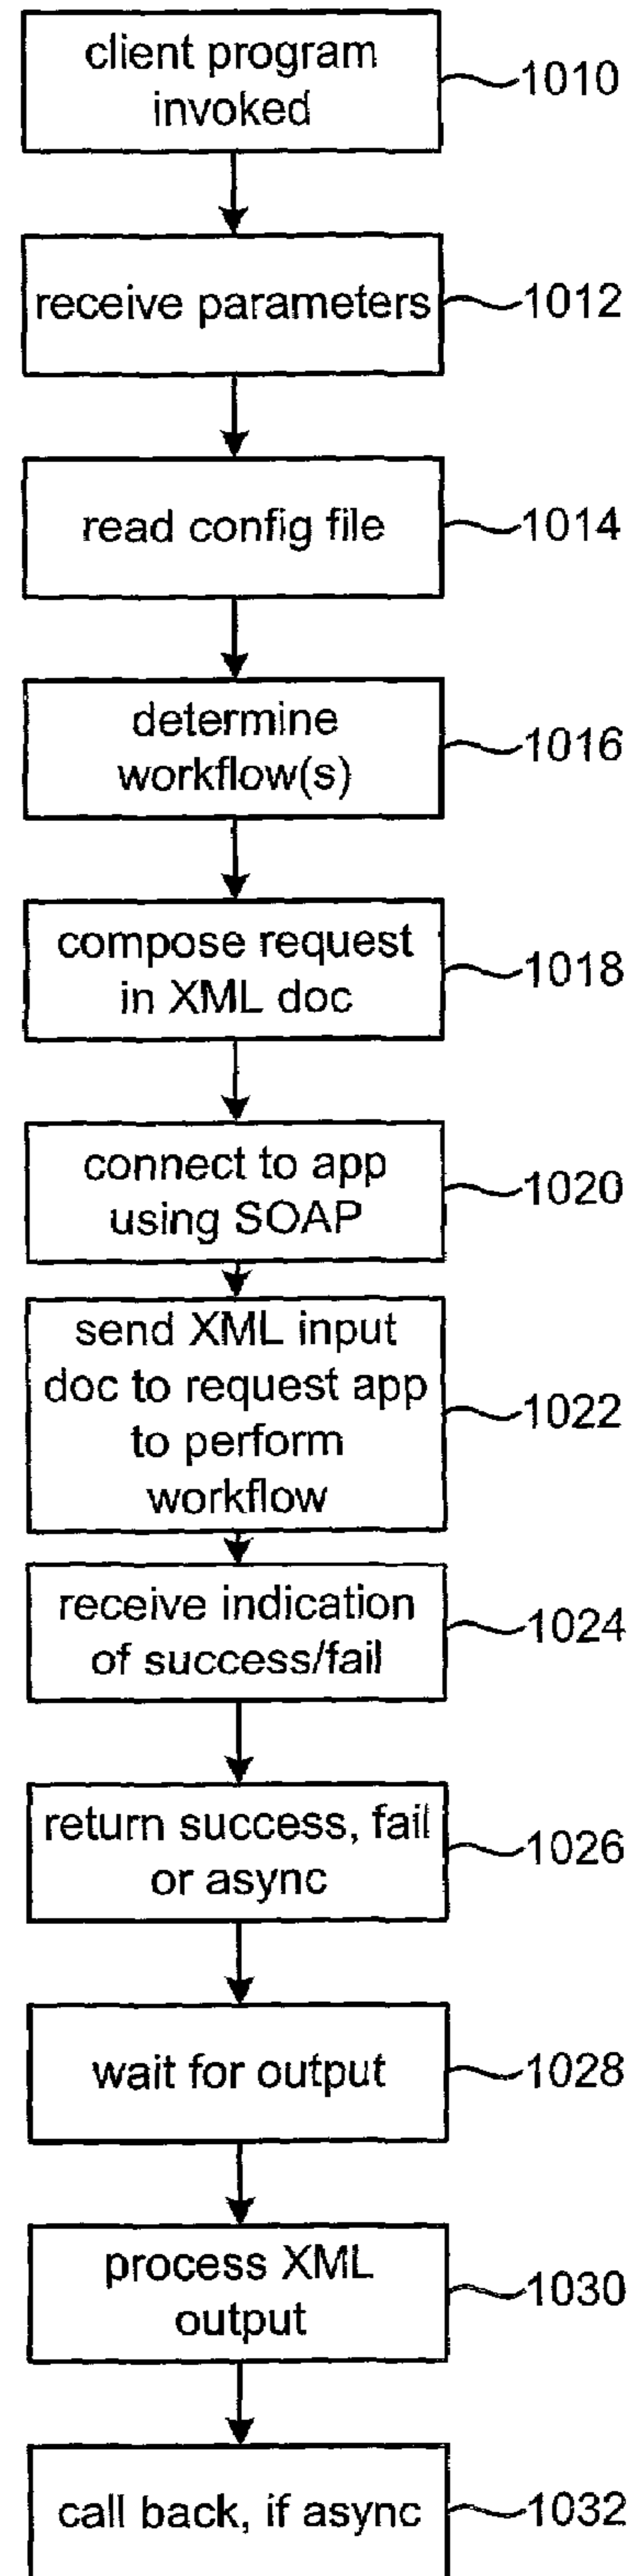 client program
invoked
1010
receive parameters
1012
read config file
1014
determine
workflow(s)
1016
compose request
in XML doc
1018
connect to app
using SOAP
1020
send XML input
doc to request app
to perform
workflow
1022
receive indication
of success/fail
1024
return success, fail
or async
1026
wait for output
1028
process XML
output
1030
call back, if async
1032